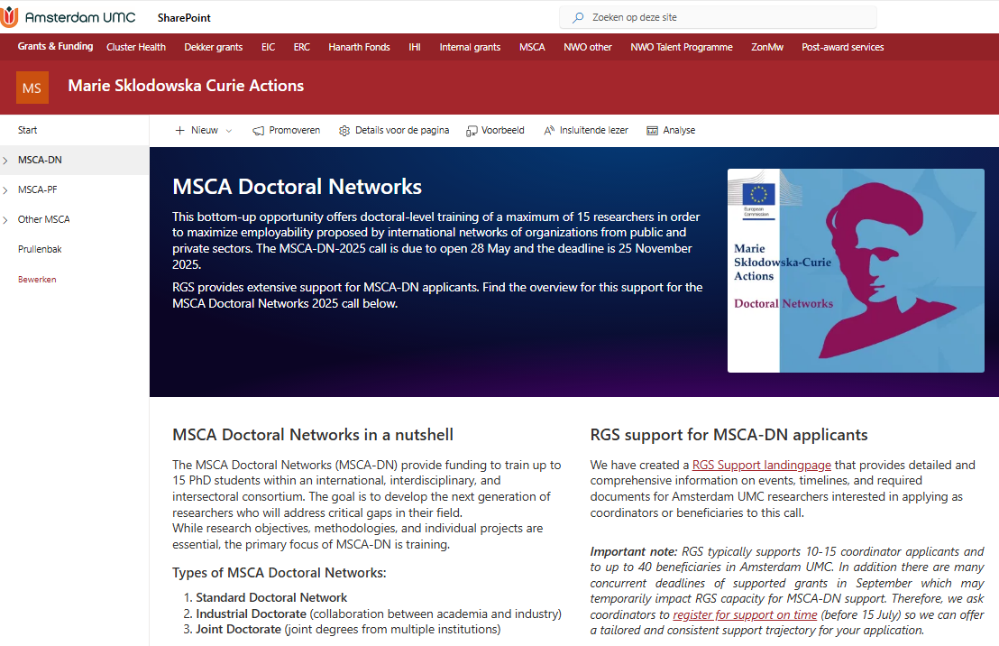 Amsterdam UMC SharePoint
Zoeken op deze site
Grants & Funding Cluster Health Dekker grants EIC ERC Hanarth Fonds IHI Internal grants MSCA NWO other NWO Talent Programme ZonMw Post-award services
MS Marie Sklodowska Curie Actions
Start
MSCA-DN
MSCA-PF
Other MSCA
Prullenbak
Bewerken
Nieuw Promoveren Details voor de pagina Voorbeeld Insluitende lezer Analyse
MSCA Doctoral Networks
This bottom-up opportunity offers doctoral-level training of a maximum of 15 researchers in order
to maximize employability proposed by international networks of organizations from public and
private sectors. The MSCA-DN-2025 call is due to open 28 May and the deadline is 25 November
2025.
RGS provides extensive support for MSCA-DN applicants. Find the overview for this support for the
MSCA Doctoral Networks 2025 call below.
European
Commission
Marie
Skłodowska-Curie
Actions
Doctoral Networks
MSCA Doctoral Networks in a nutshell
The MSCA Doctoral Networks (MSCA-DN) provide funding to train up to
15 PhD students within an international, interdisciplinary, and
intersectoral consortium. The goal is to develop the next generation of
researchers who will address critical gaps in their field.
While research objectives, methodologies, and individual projects are
essential, the primary focus of MSCA-DN is training.
Types of MSCA Doctoral Networks:
1. Standard Doctoral Network
2. Industrial Doctorate (collaboration between academia and industry)
3. Joint Doctorate (joint degrees from multiple institutions)
RGS support for MSCA-DN applicants
We have created a RGS Support landingpage that provides detailed and
comprehensive information on events, timelines, and required
documents for Amsterdam UMC researchers interested in applying as
coordinators or beneficiaries to this call.
Important note: RGS typically supports 10-15 coordinator applicants and
to up to 40 beneficiaries in Amsterdam UMC. In addition there are many
concurrent deadlines of supported grants in September which may
temporarily impact RGS capacity for MSCA-DN support. Therefore, we ask
coordinators to register for support on time (before 15 July) so we can offer
a tailored and consistent support trajectory for your application.